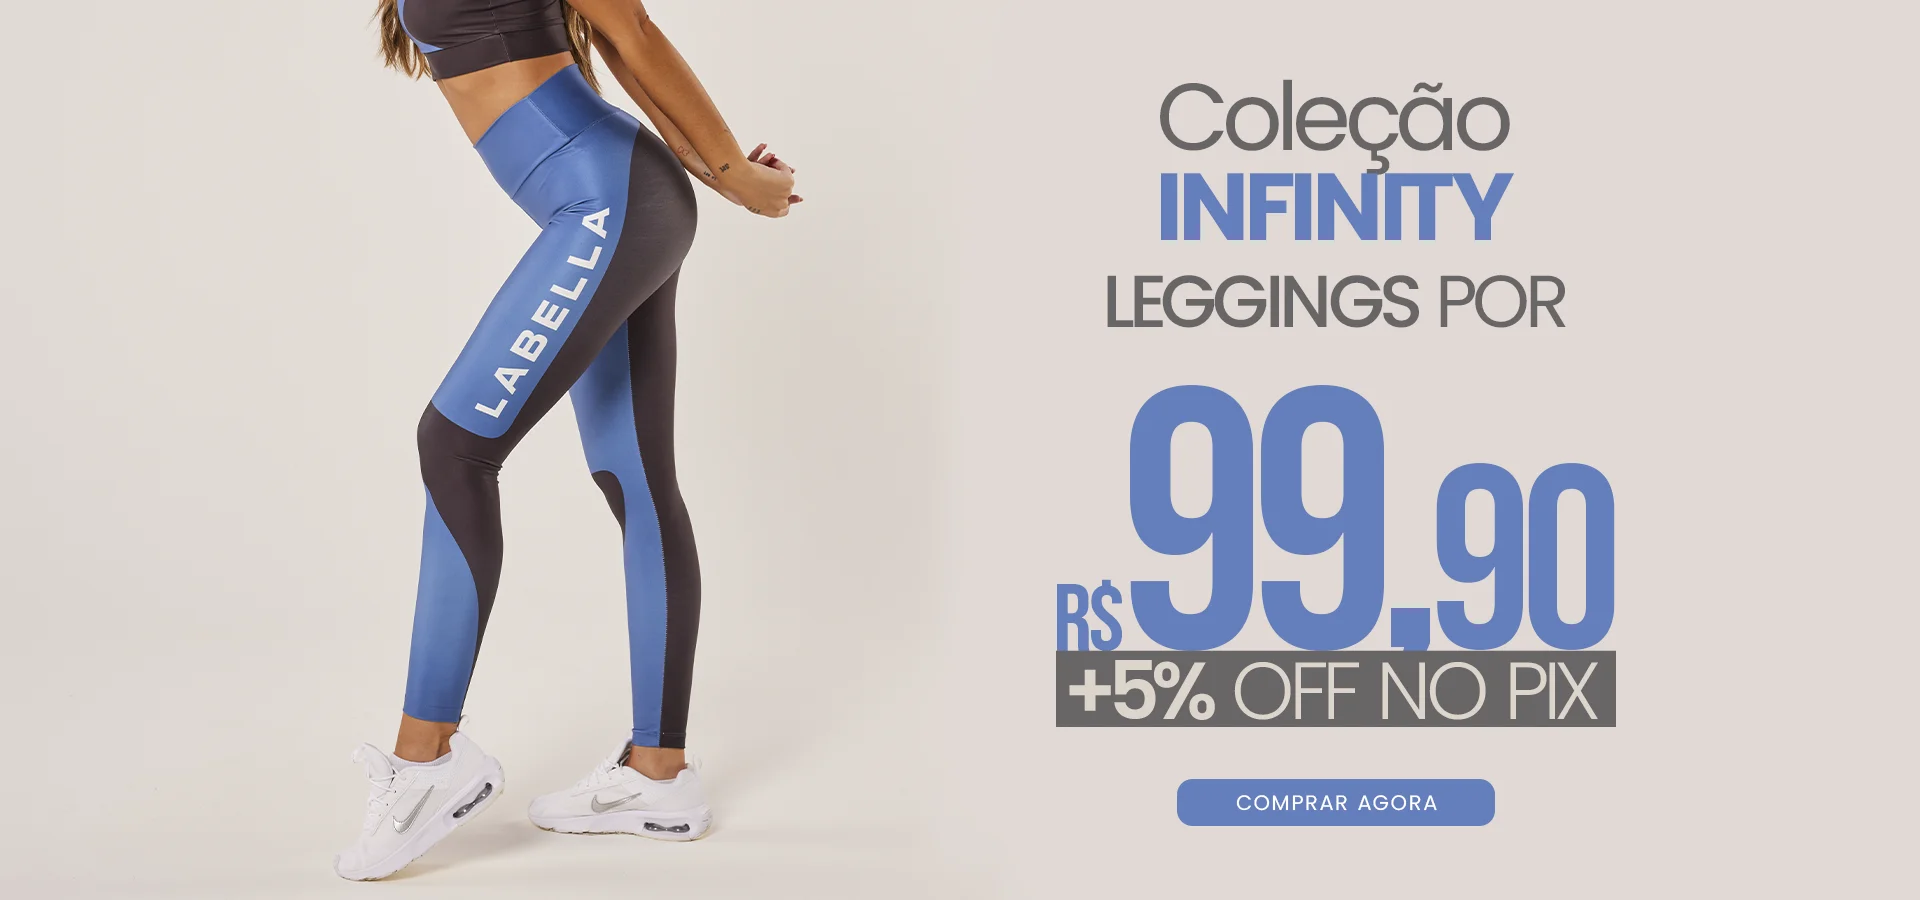 LABELLA
Coleção
INFINITY
LEGGINGS POR
R$99,90
+5% OFF NO PIX
COMPRAR AGORA